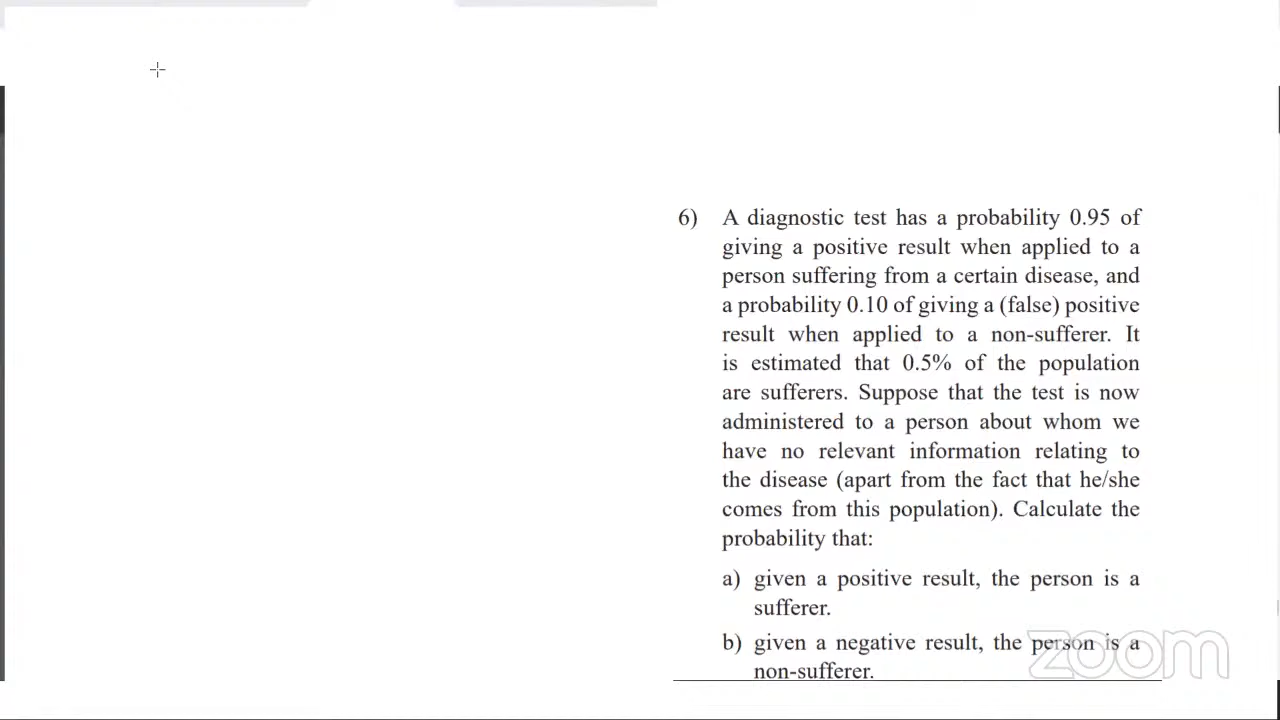 6) A diagnostic test has a probability 0.95 of
giving a positive result when applied to a
person suffering from a certain disease, and
a probability 0.10 of giving a (false) positive
result when applied to a non-sufferer. It
is estimated that 0.5% of the population
are sufferers. Suppose that the test is now
administered to a person about whom we
have no relevant information relating to
the disease (apart from the fact that he/she
comes from this population). Calculate the
probability that:
a) given a positive result, the person is a
sufferer.
b) given a negative result, the person is a
non-sufferer.
zoom